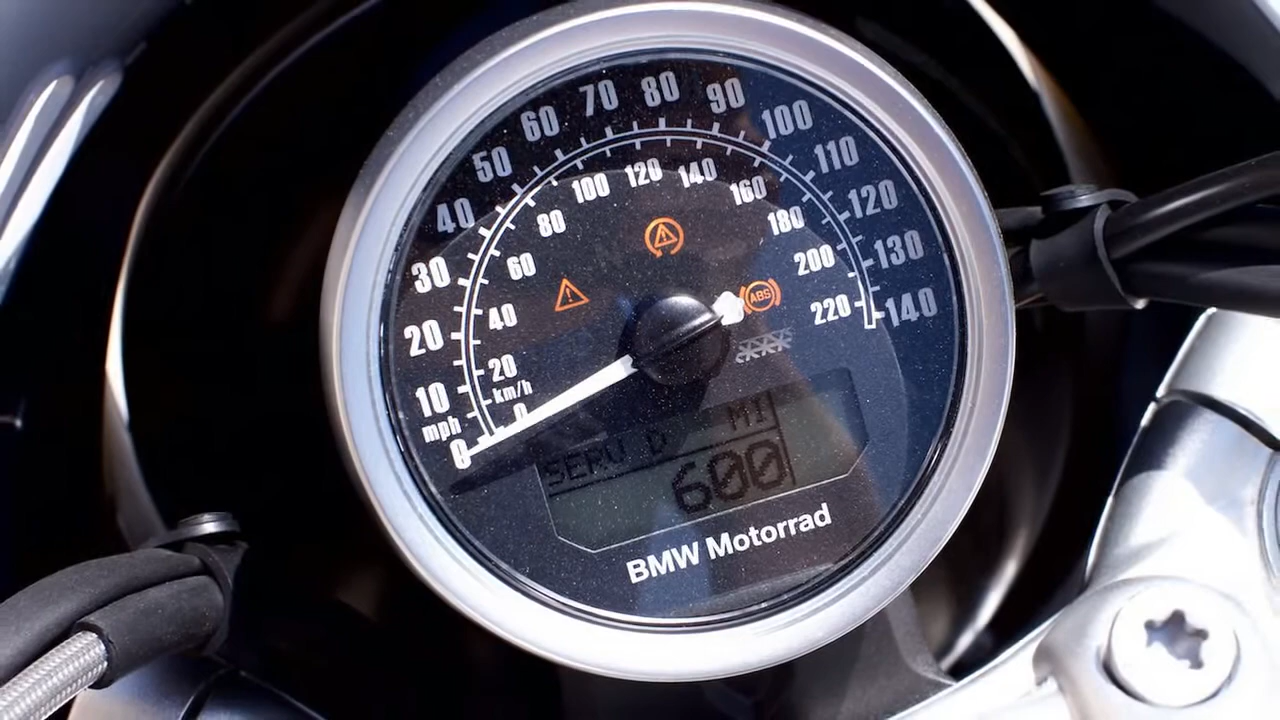 0 10 20 30 40 50 60 70 80 90 100 110 120 130 140
mph
0 20 40 60 80 100 120 140 160 180 200 220
km/h
ABS
SERV D MI
600
BMW Motorrad